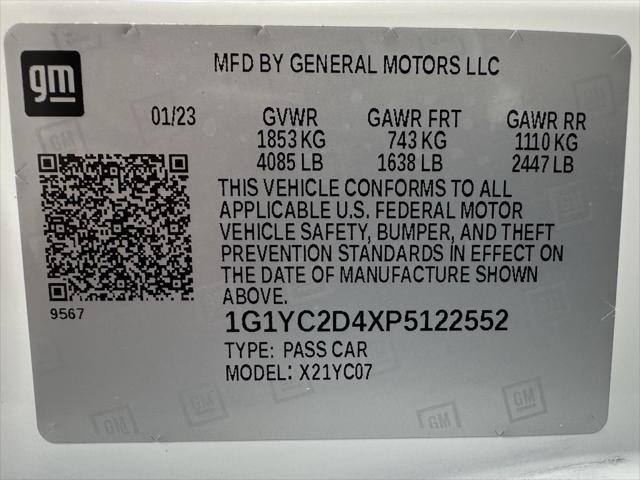 gm
MFD BY GENERAL MOTORS LLC
01/23 GVWR GAWR FRT GAWR RR
1853 KG 743 KG 1110 KG
4085 LB 1638 LB 2447 LB
THIS VEHICLE CONFORMS TO ALL
APPLICABLE U.S. FEDERAL MOTOR
VEHICLE SAFETY, BUMPER, AND THEFT
PREVENTION STANDARDS IN EFFECT ON
THE DATE OF MANUFACTURE SHOWN
ABOVE.
9567
1G1YC2D4XP5122552
TYPE: PASS CAR
MODEL: X21YC07